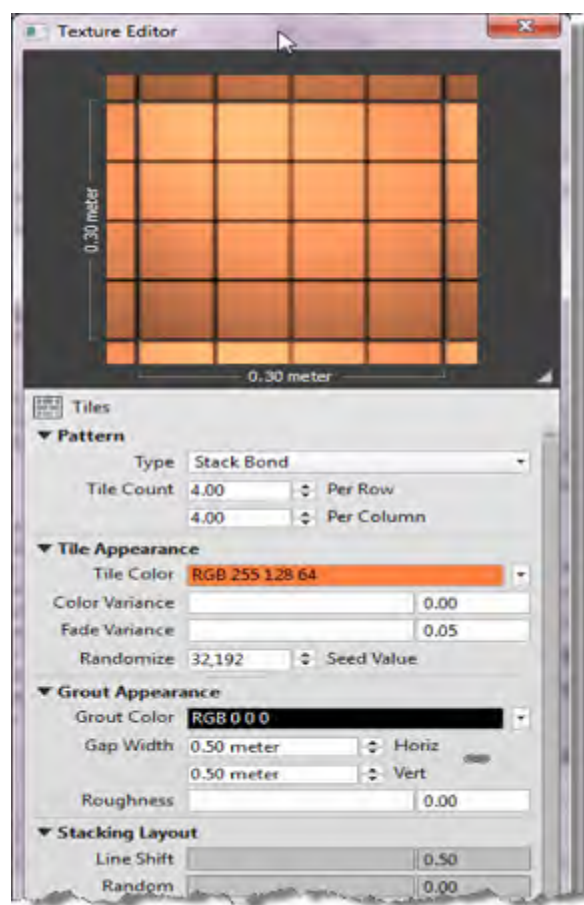 Texture Editor
0.30 meter
0.30 meter
Tiles
Pattern
Type Stack Bond
Tile Count 4.00 Per Row
4.00 Per Column
Tile Appearance
Tile Color RGB 255 128 64
Color Variance 0.00
Fade Variance 0.05
Randomize 32,192 Seed Value
Grout Appearance
Grout Color RGB 0 0 0
Gap Width 0.50 meter Horiz
0.50 meter Vert
Roughness 0.00
Stacking Layout
Line Shift 0.50
Random 0.00